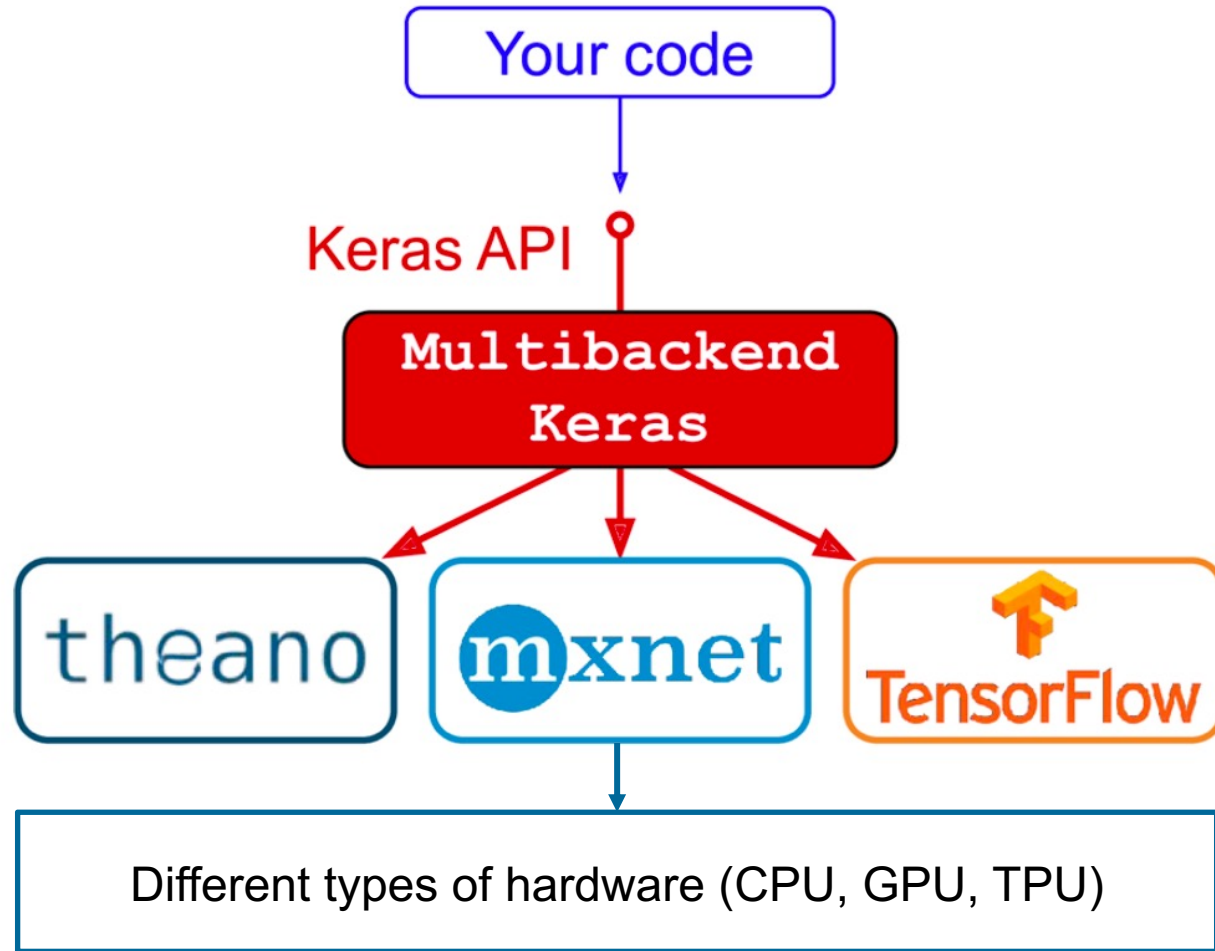 Your code
Keras API
Multibackend
Keras
theano
mxnet
TensorFlow
Different types of hardware (CPU, GPU, TPU)